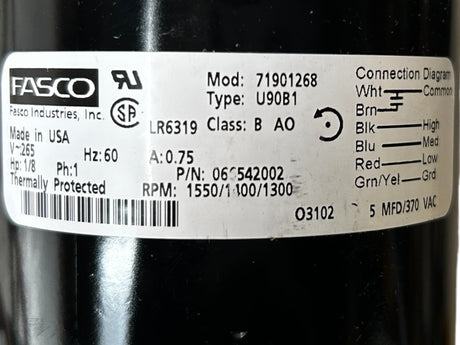 FASCO
Fasco Industries, Inc.
Made in USA
V~265 Hz:60
Hp:1/8 Ph:1
Thermally Protected
Mod: 71901268
Type: U90B1
LR6319 Class: B AO
A:0.75
P/N:
RPM: 1550/1400/1300
O3102
Connection Diagram
Wht Common
Brn
Blk High
Blu Med
Red Low
Grn/Yel Grd
5 MFD/370 VAC